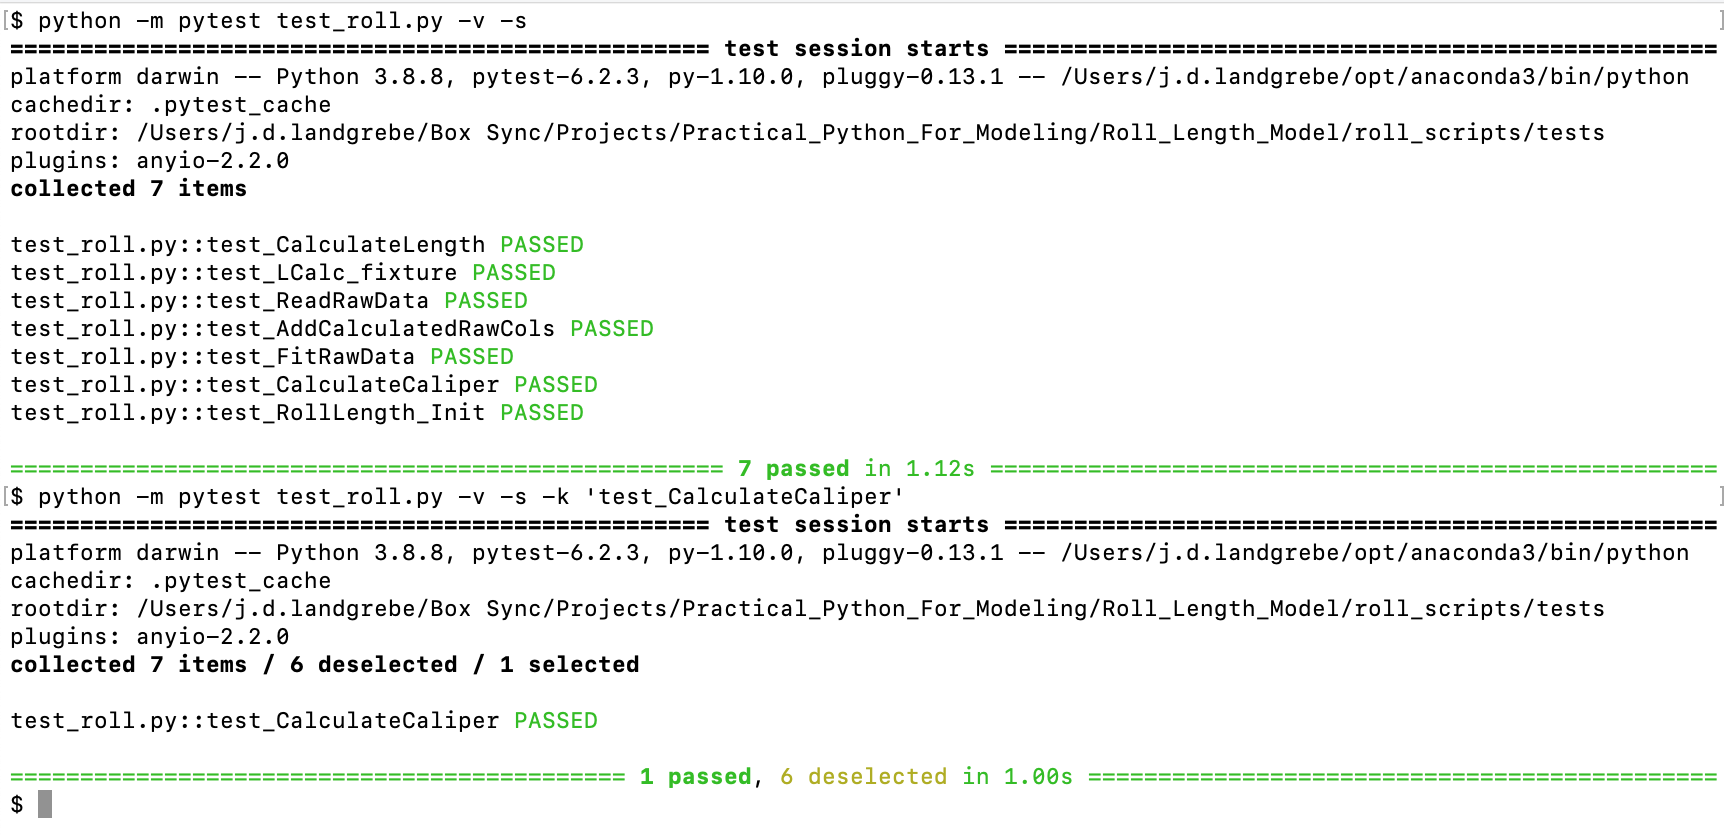 [$ python -m pytest test_roll.py -v -s ]
================================================== test session starts ===================================================
platform darwin -- Python 3.8.8, pytest-6.2.3, py-1.10.0, pluggy-0.13.1 -- /Users/j.d.landgrebe/opt/anaconda3/bin/python
cachedir: .pytest_cache
rootdir: /Users/j.d.landgrebe/Box Sync/Projects/Practical_Python_For_Modeling/Roll_Length_Model/roll_scripts/tests
plugins: anyio-2.2.0
collected 7 items
test_roll.py::test_CalculateLength PASSED
test_roll.py::test_LCalc_fixture PASSED
test_roll.py::test_ReadRawData PASSED
test_roll.py::test_AddCalculatedRawCols PASSED
test_roll.py::test_FitRawData PASSED
test_roll.py::test_CalculateCaliper PASSED
test_roll.py::test_RollLength_Init PASSED
=================================================== 7 passed in 1.12s ====================================================
[$ python -m pytest test_roll.py -v -s -k 'test_CalculateCaliper' ]
================================================== test session starts ===================================================
platform darwin -- Python 3.8.8, pytest-6.2.3, py-1.10.0, pluggy-0.13.1 -- /Users/j.d.landgrebe/opt/anaconda3/bin/python
cachedir: .pytest_cache
rootdir: /Users/j.d.landgrebe/Box Sync/Projects/Practical_Python_For_Modeling/Roll_Length_Model/roll_scripts/tests
plugins: anyio-2.2.0
collected 7 items / 6 deselected / 1 selected
test_roll.py::test_CalculateCaliper PASSED
============================================ 1 passed, 6 deselected in 1.00s =============================================
$